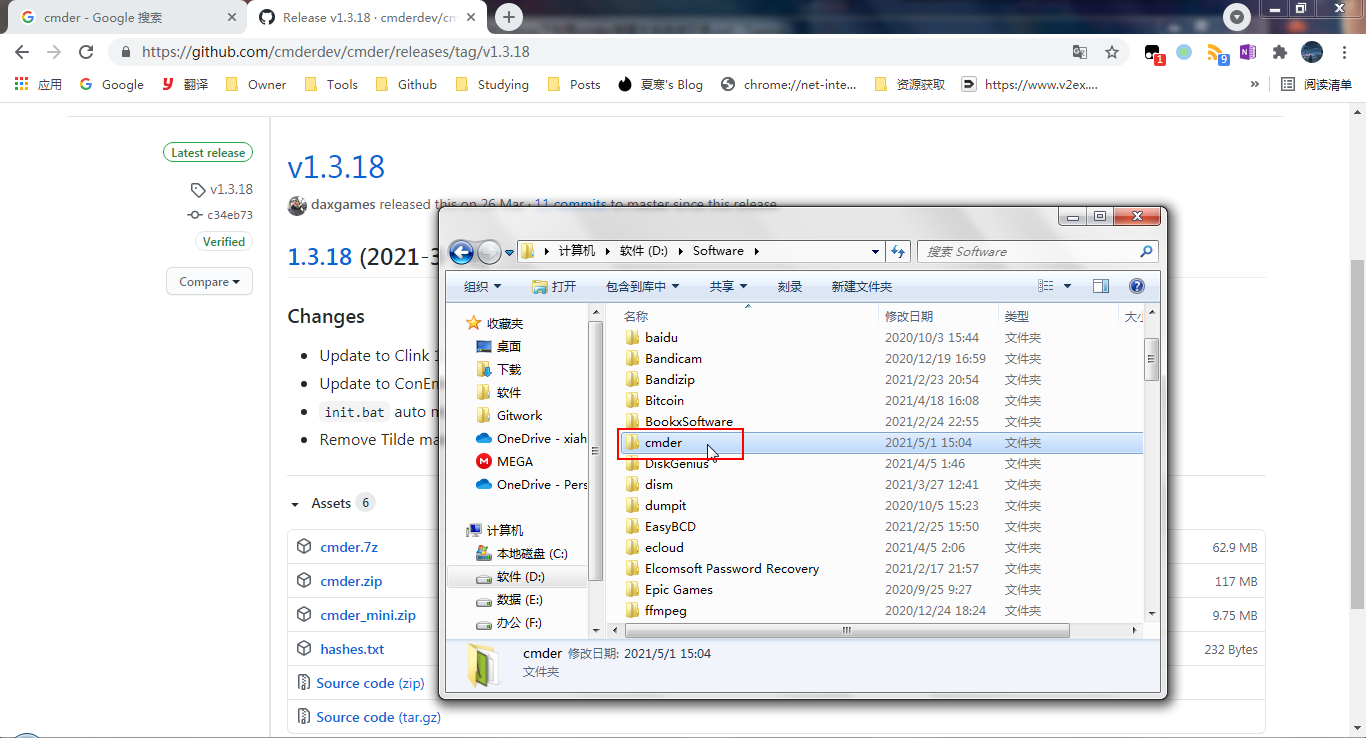 cmder - Google 搜索
Release v1.3.18 · cmderdev/cm
https://github.com/cmderdev/cmder/releases/tag/v1.3.18
1
9
应用
Google
翻译
Owner
Tools
Github
Studying
Posts
夏寒's Blog
chrome://net-inte...
资源获取
https://www.v2ex....
»
阅读清单
Latest release
v1.3.18
c34eb73
Verified
Compare
v1.3.18
daxgames released this on 26 Mar · 11 commits to master since this release
1.3.18 (2021-3
Changes
Update to Clink 1
Update to ConEm
init.bat auto m
Remove Tilde ma
Assets 6
cmder.7z 62.9 MB
cmder.zip 117 MB
cmder_mini.zip 9.75 MB
hashes.txt 232 Bytes
Source code (zip)
Source code (tar.gz)
计算机 软件 (D:) Software
搜索 Software
组织 打开 包含到库中 共享 刻录 新建文件夹
收藏夹
桌面
下载
软件
Gitwork
OneDrive - xiah
MEGA
OneDrive - Pers
计算机
本地磁盘 (C:)
软件 (D:)
数据 (E:)
办公 (F:)
名称 修改日期 类型 大小
baidu 2020/10/3 15:44 文件夹
Bandicam 2020/12/19 16:59 文件夹
Bandizip 2021/2/23 20:54 文件夹
Bitcoin 2021/4/18 16:08 文件夹
BookxSoftware 2021/2/24 22:55 文件夹
cmder 2021/5/1 15:04 文件夹
DiskGenius 2021/4/5 1:46 文件夹
dism 2021/3/27 12:41 文件夹
dumpit 2020/10/5 15:23 文件夹
EasyBCD 2021/2/25 15:50 文件夹
ecloud 2021/4/5 2:06 文件夹
Elcomsoft Password Recovery 2021/2/17 21:57 文件夹
Epic Games 2020/9/25 9:27 文件夹
ffmpeg 2020/12/24 18:24 文件夹
cmder 修改日期: 2021/5/1 15:04
文件夹